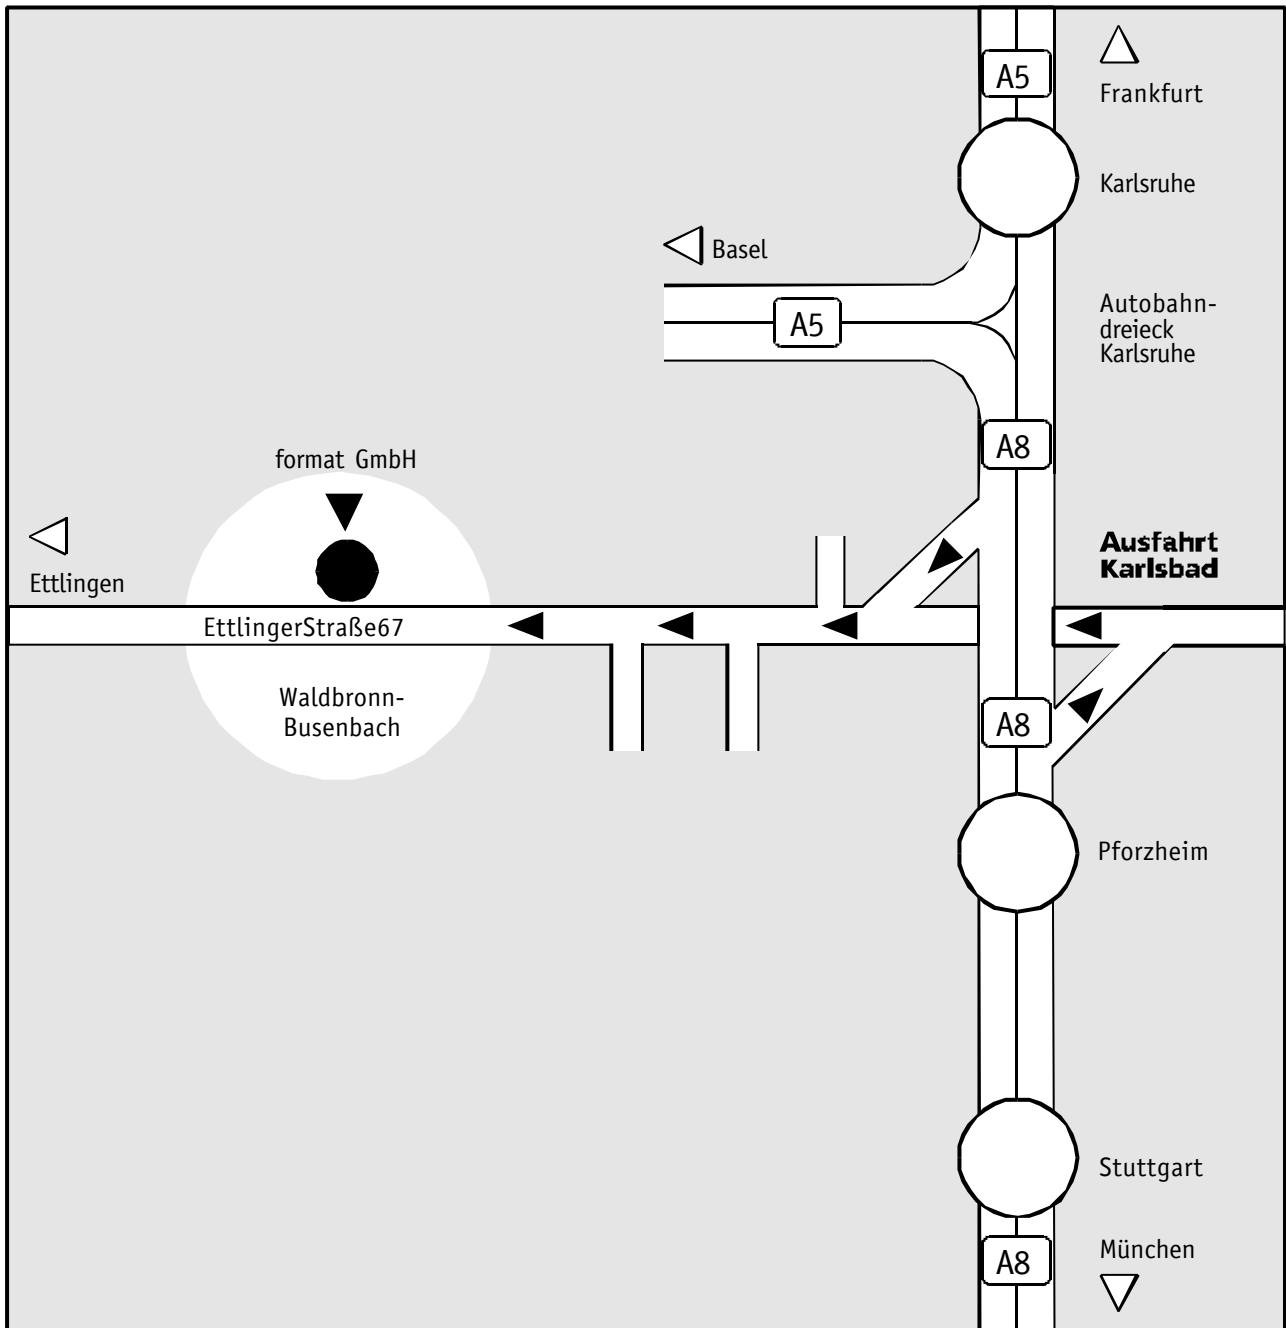 A5
Frankfurt
Karlsruhe
Basel
A5
Autobahn-
dreieck
Karlsruhe
A8
format GmbH
Ausfahrt
Karlsbad
Ettlingen
EttlingerStraße67
Waldbronn-
Busenbach
A8
Pforzheim
Stuttgart
München
A8